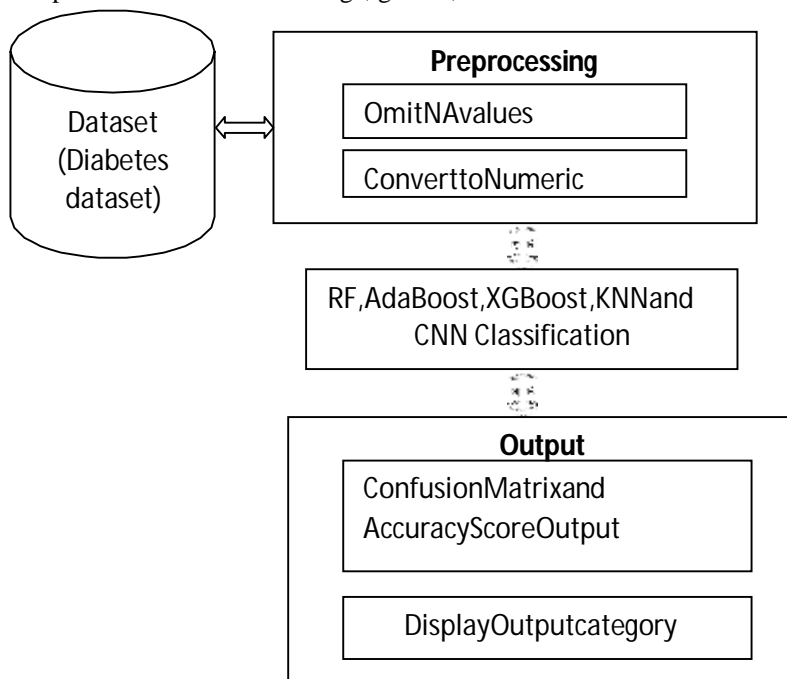 Preprocessing
OmitNAvalues
ConverttoNumeric
Dataset
(Diabetes
dataset)
RF,AdaBoost,XGBoost,KNNand
CNN Classification
Output
ConfusionMatrixand
AccuracyScoreOutput
DisplayOutputcategory